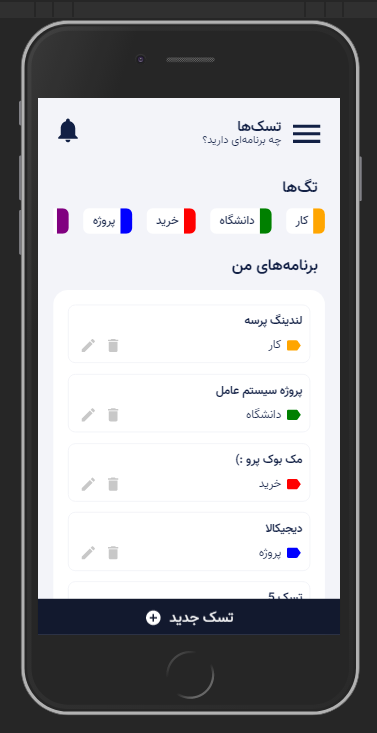 تسک‌ها
چه برنامه‌ای دارید؟
تگ‌ها
کار
دانشگاه
خرید
پروژه
برنامه‌های من
لندینگ پرسه
کار
پروژه سیستم عامل
دانشگاه
مک بوک پرو :)
خرید
دیجیکالا
پروژه
تسک 5
تسک جدید